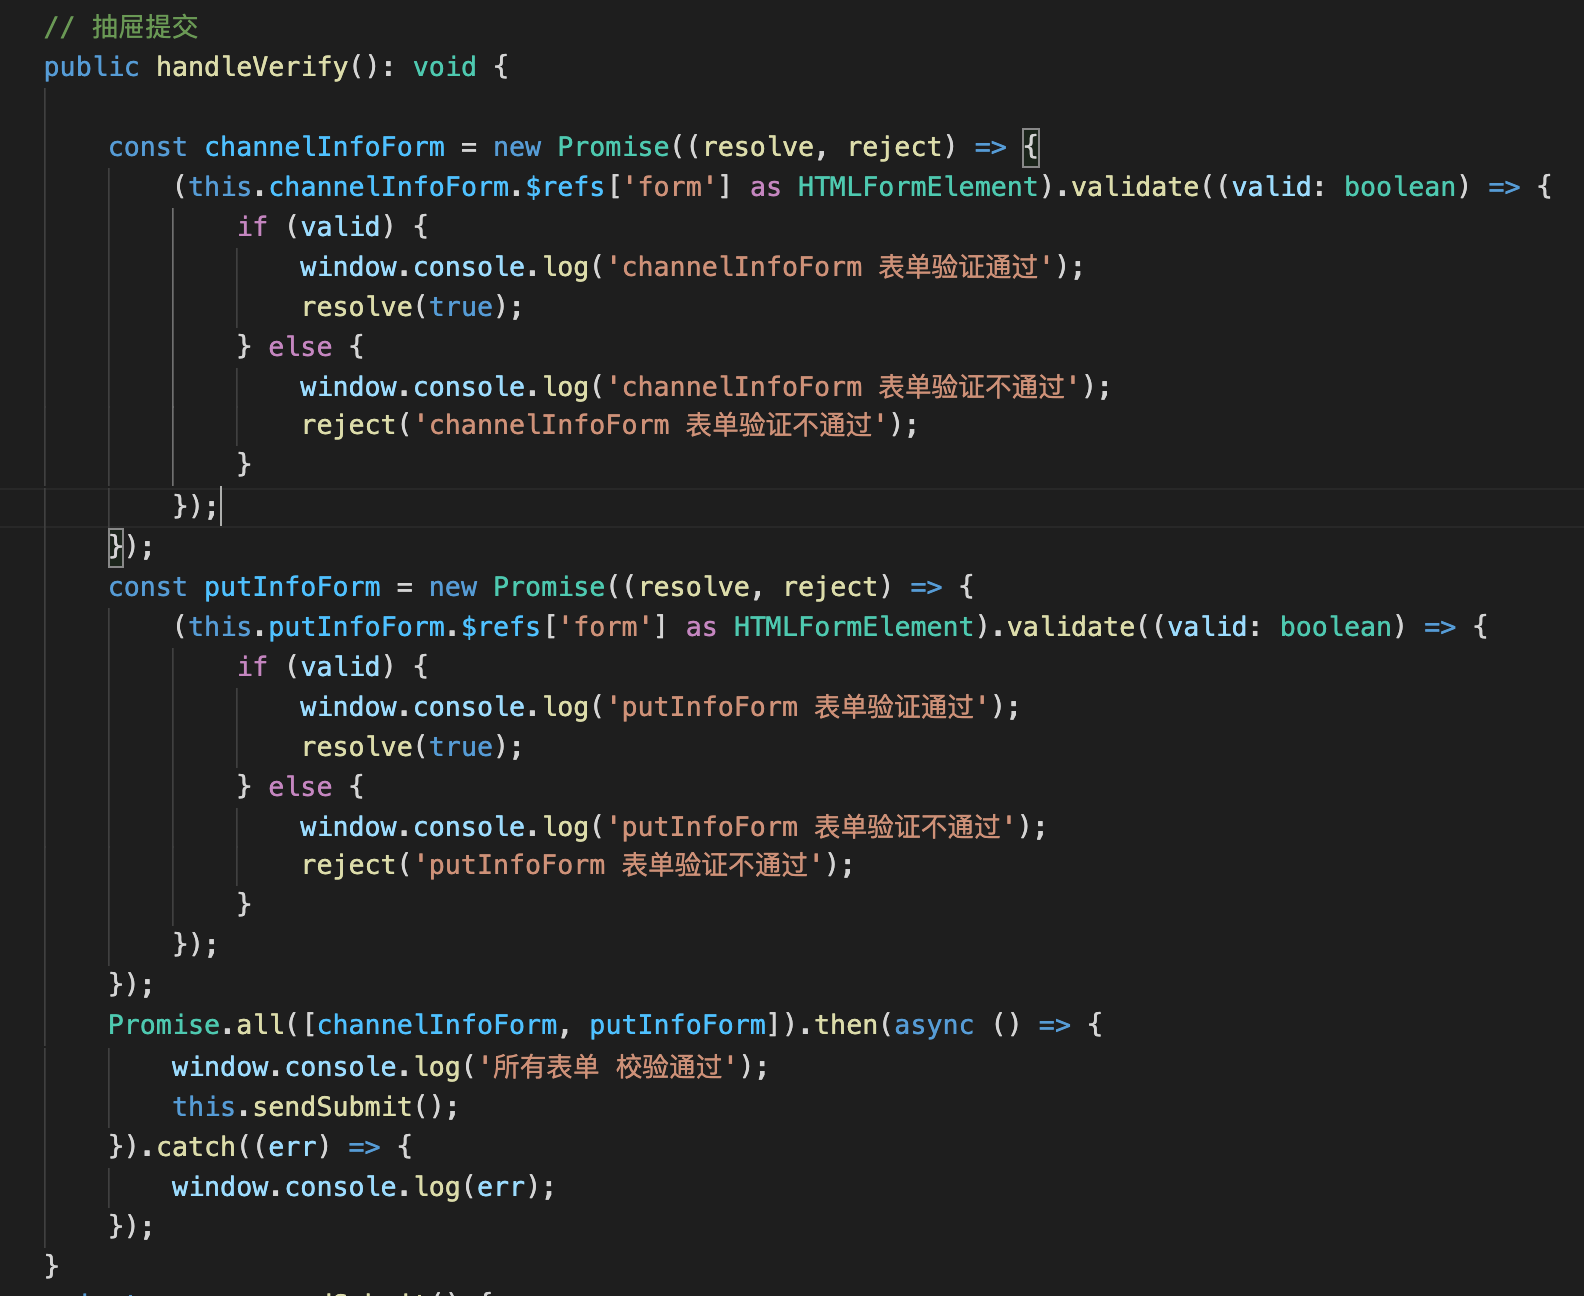 // 抽屉提交
public handleVerify(): void {
const channelInfoForm = new Promise((resolve, reject) => {
(this.channelInfoForm.$refs['form'] as HTMLFormElement).validate((valid: boolean) => {
if (valid) {
window.console.log('channelInfoForm 表单验证通过');
resolve(true);
} else {
window.console.log('channelInfoForm 表单验证不通过');
reject('channelInfoForm 表单验证不通过');
}
});
});
const putInfoForm = new Promise((resolve, reject) => {
(this.putInfoForm.$refs['form'] as HTMLFormElement).validate((valid: boolean) => {
if (valid) {
window.console.log('putInfoForm 表单验证通过');
resolve(true);
} else {
window.console.log('putInfoForm 表单验证不通过');
reject('putInfoForm 表单验证不通过');
}
});
});
Promise.all([channelInfoForm, putInfoForm]).then(async () => {
window.console.log('所有表单 校验通过');
this.sendSubmit();
}).catch((err) => {
window.console.log(err);
});
}